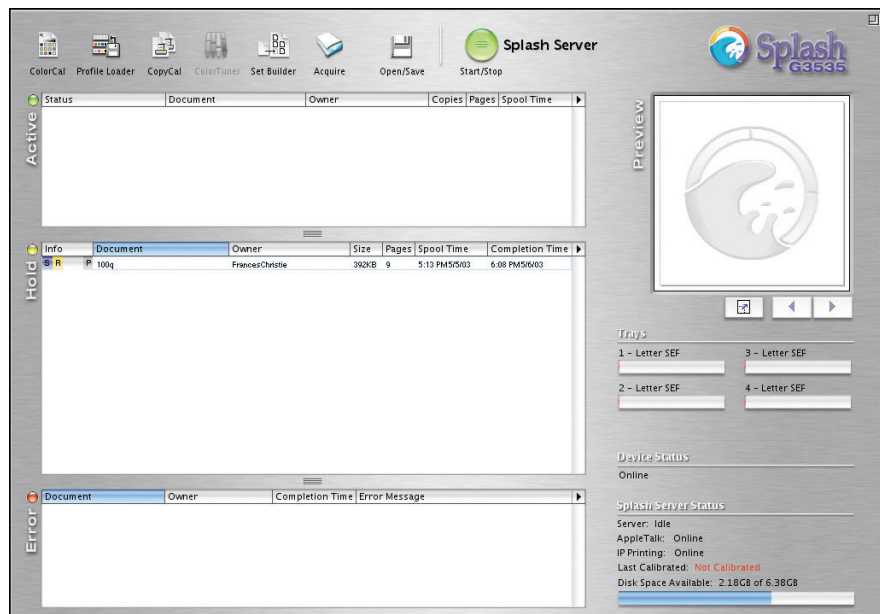 Splash Server
Splash
G3535
ColorCal Profile Loader CopyCal ColorTuner Set Builder Acquire Open/Save Start/Stop
Active
Status Document Owner Copies Pages Spool Time
Preview
Hold
Info Document Owner Size Pages Spool Time Completion Time
S R P 100q FrancesChristie 392KB 9 5:13 PM5/5/03 6:08 PM5/6/03
Trays
1 - Letter SEF 3 - Letter SEF
2 - Letter SEF 4 - Letter SEF
Device Status
Online
Error
Document Owner Completion Time Error Message
Splash Server Status
Server: Idle
AppleTalk: Online
IP Printing: Online
Last Calibrated: Not Calibrated
Disk Space Available: 2.18GB of 6.38GB